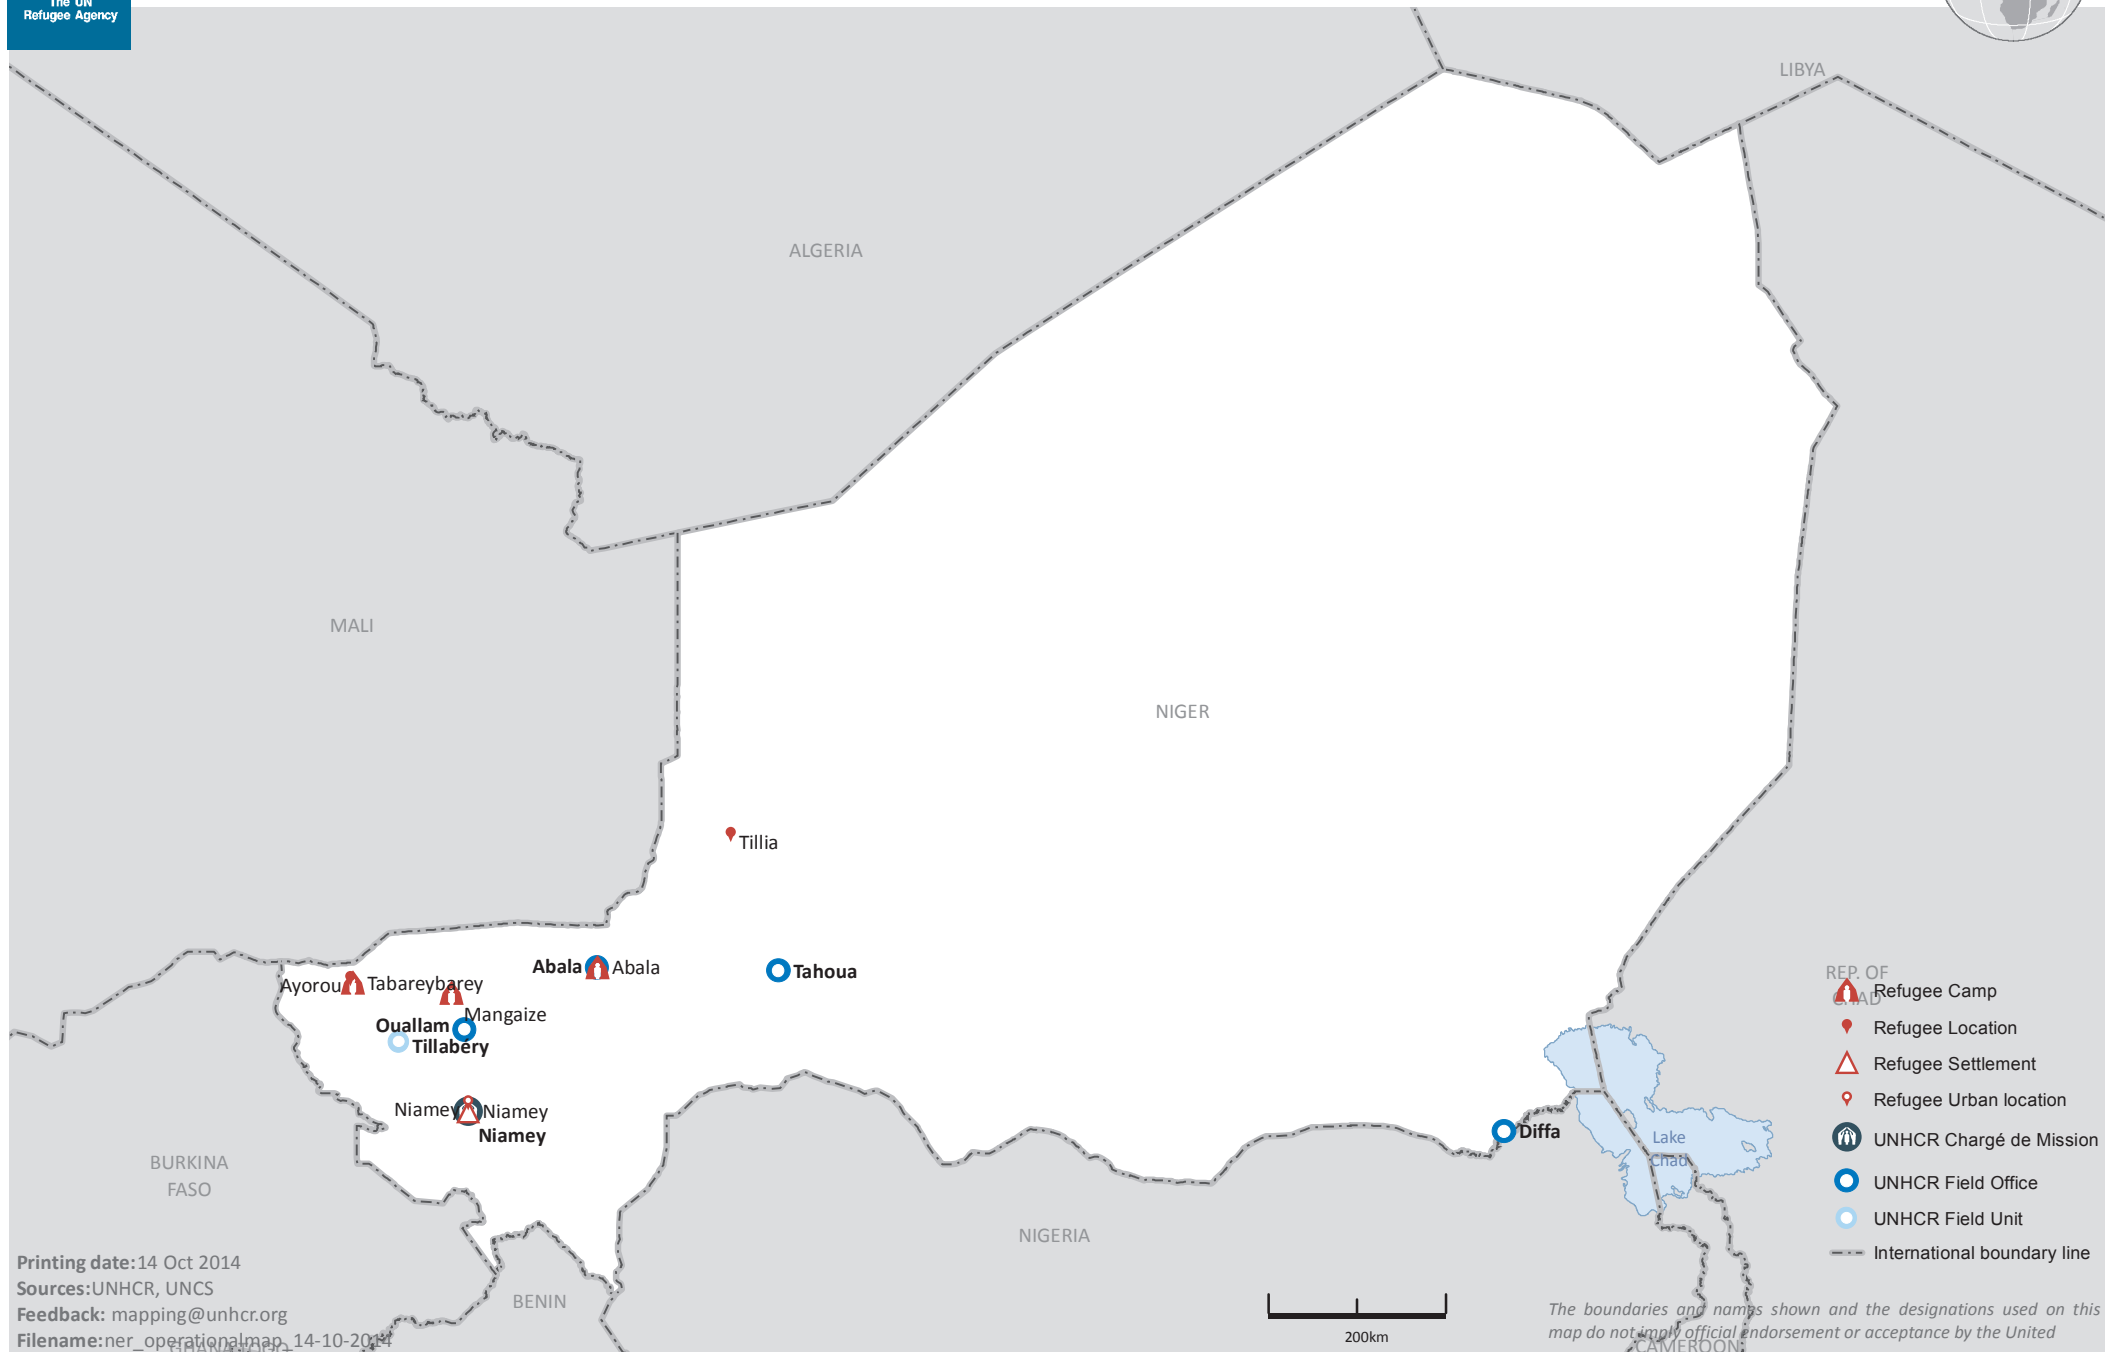 The UN
Refugee Agency
LIBYA
ALGERIA
MALI
NIGER
Tillia
Abala
Abala
Tahoua
Ayorou
Tabareybarey
Mangaize
Ouallam
Tillabery
Niamey
Niamey
Niamey
Diffa
Lake
Chad
BURKINA
FASO
NIGERIA
BENIN
REP. OF
CHAD
Refugee Camp
Refugee Location
Refugee Settlement
Refugee Urban location
UNHCR Chargé de Mission
UNHCR Field Office
UNHCR Field Unit
International boundary line
Printing date:14 Oct 2014
Sources:UNHCR, UNCS
Feedback: mapping@unhcr.org
Filename:ner_operationalmap_14-10-2014
200km
The boundaries and names shown and the designations used on this
map do not imply official endorsement or acceptance by the United
CAMEROON